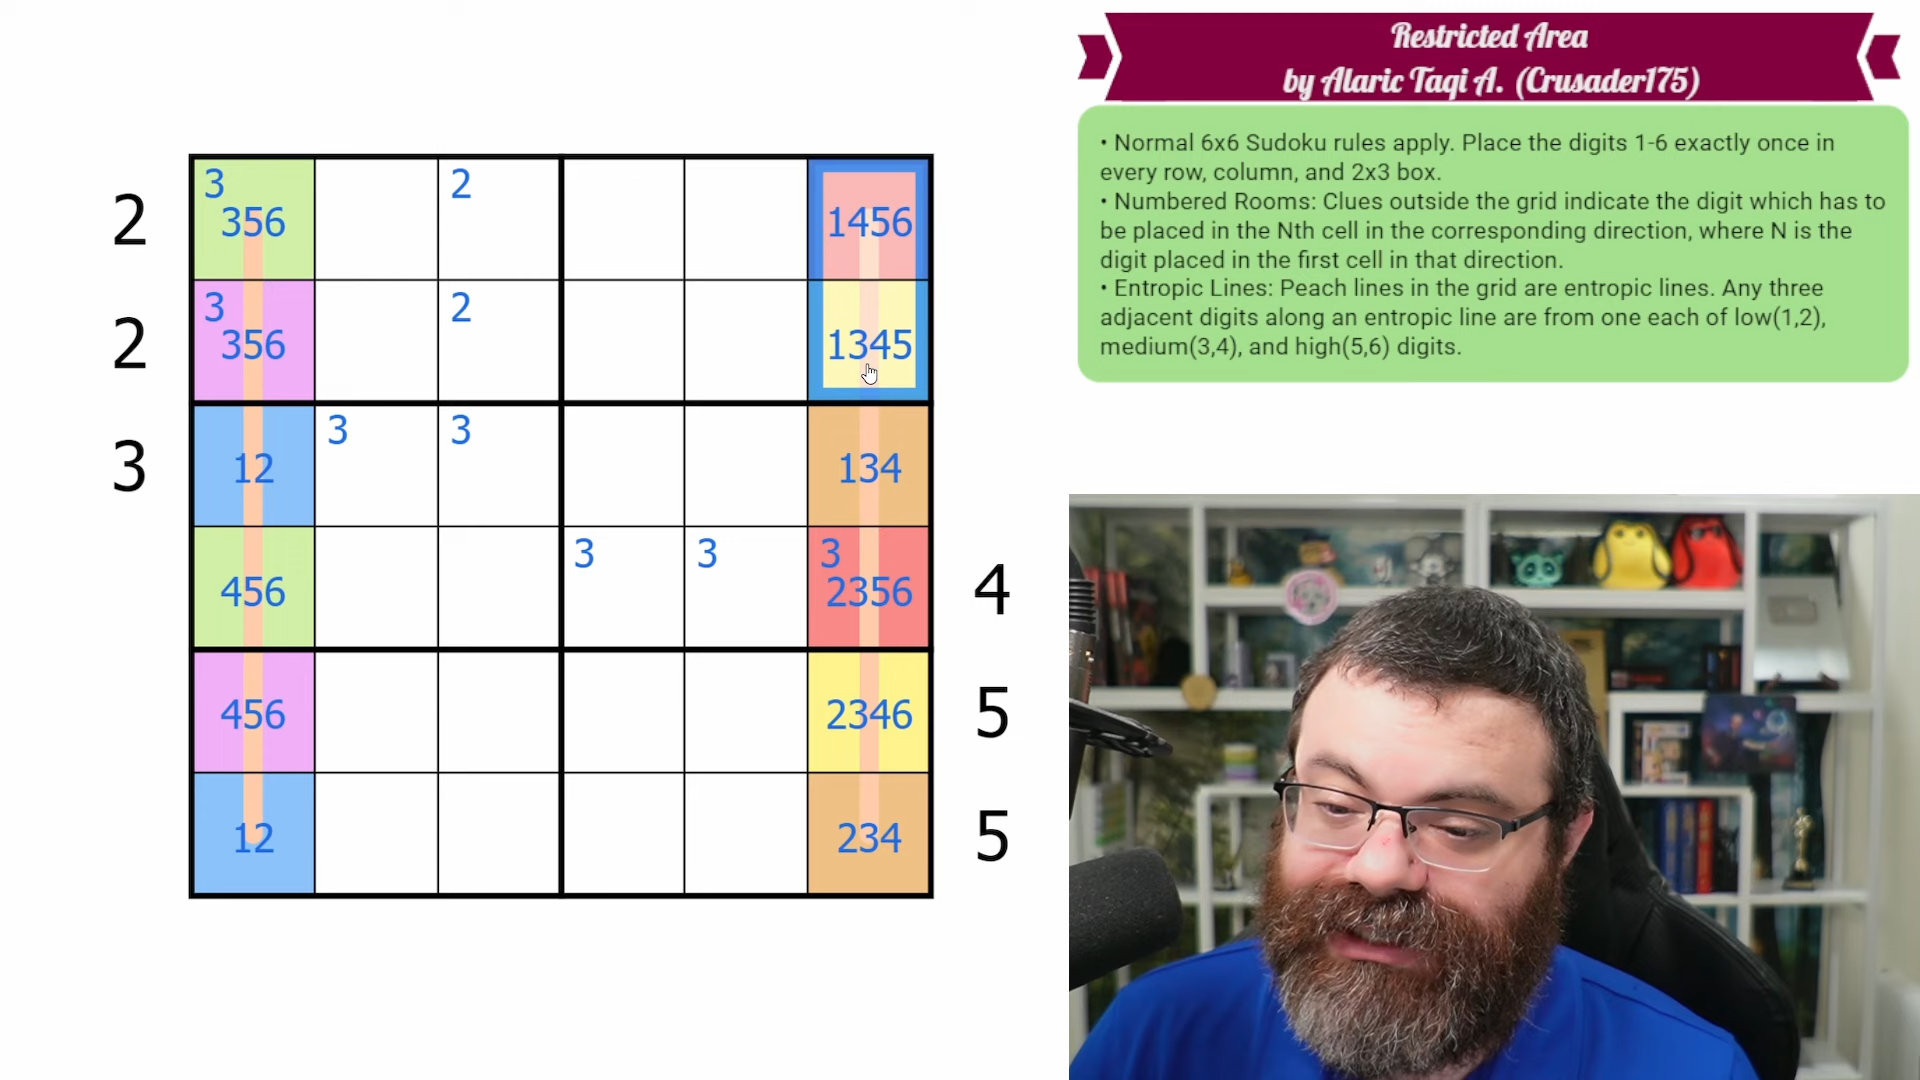 Restricted Area
by Alaric Taqi A. (Crusader175)
• Normal 6x6 Sudoku rules apply. Place the digits 1-6 exactly once in
every row, column, and 2x3 box.
• Numbered Rooms: Clues outside the grid indicate the digit which has to
be placed in the Nth cell in the corresponding direction, where N is the
digit placed in the first cell in that direction.
• Entropic Lines: Peach lines in the grid are entropic lines. Any three
adjacent digits along an entropic line are from one each of low(1,2),
medium(3,4), and high(5,6) digits.
3 2
2 356 1456
3 2
2 356 1345
3 3
3 12 134
3 3 3
456 2356 4
456 2346 5
12 234 5